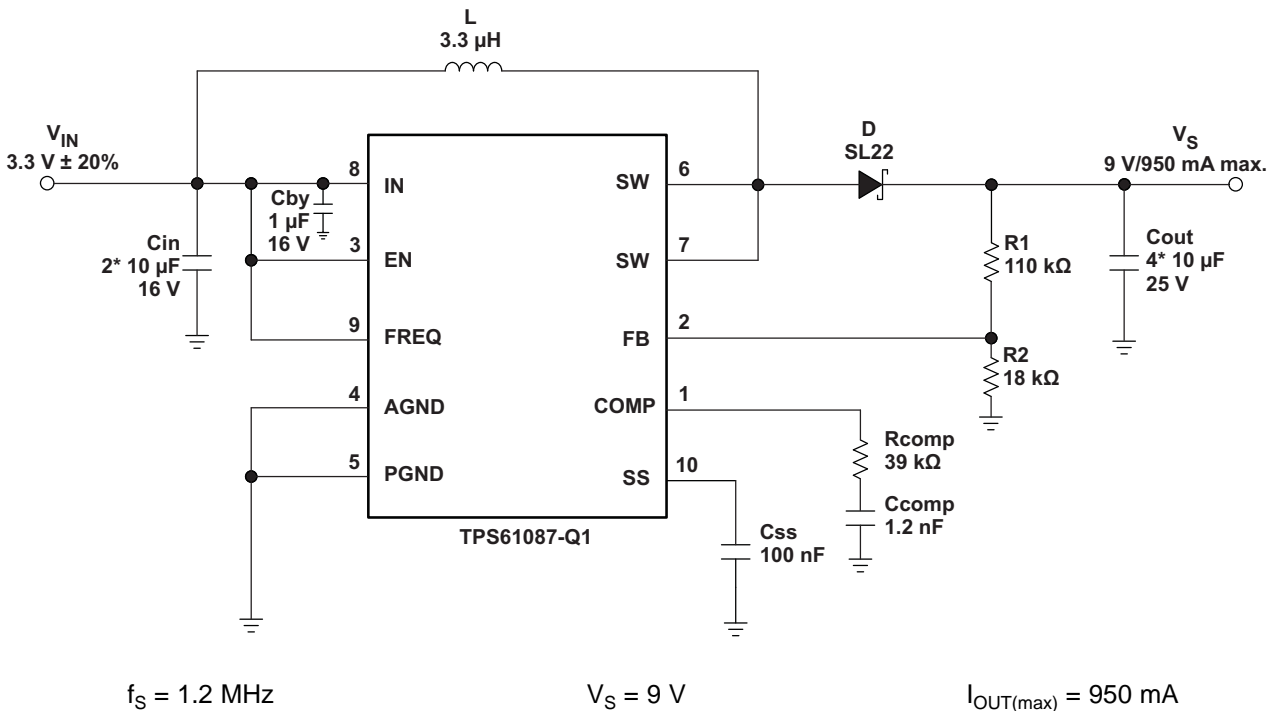 L
3.3 µH
V_IN
3.3 V ± 20%
D
SL22
V_S
9 V/950 mA max.
8
IN
Cby
1 µF
16 V
SW
6
Cin
2* 10 µF
16 V
3
EN
SW
7
R1
110 kΩ
Cout
4* 10 µF
25 V
9
FREQ
FB
2
R2
18 kΩ
4
AGND
COMP
1
Rcomp
39 kΩ
5
PGND
SS
10
Ccomp
1.2 nF
Css
100 nF
TPS61087-Q1
f_S = 1.2 MHz
V_S = 9 V
I_OUT(max) = 950 mA